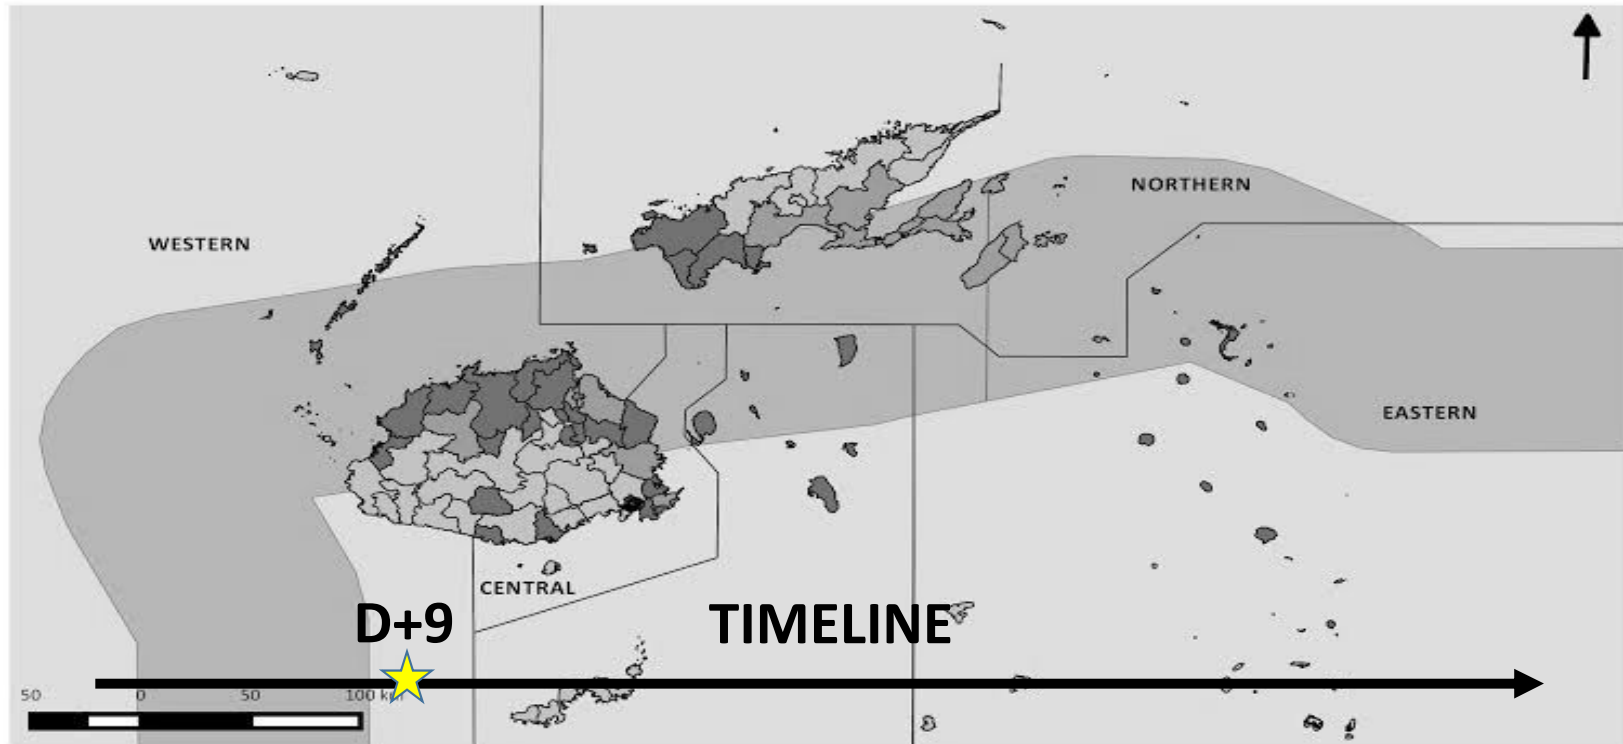 NORTHERN
WESTERN
EASTERN
CENTRAL
D+9
TIMELINE
50 0 50 100 km